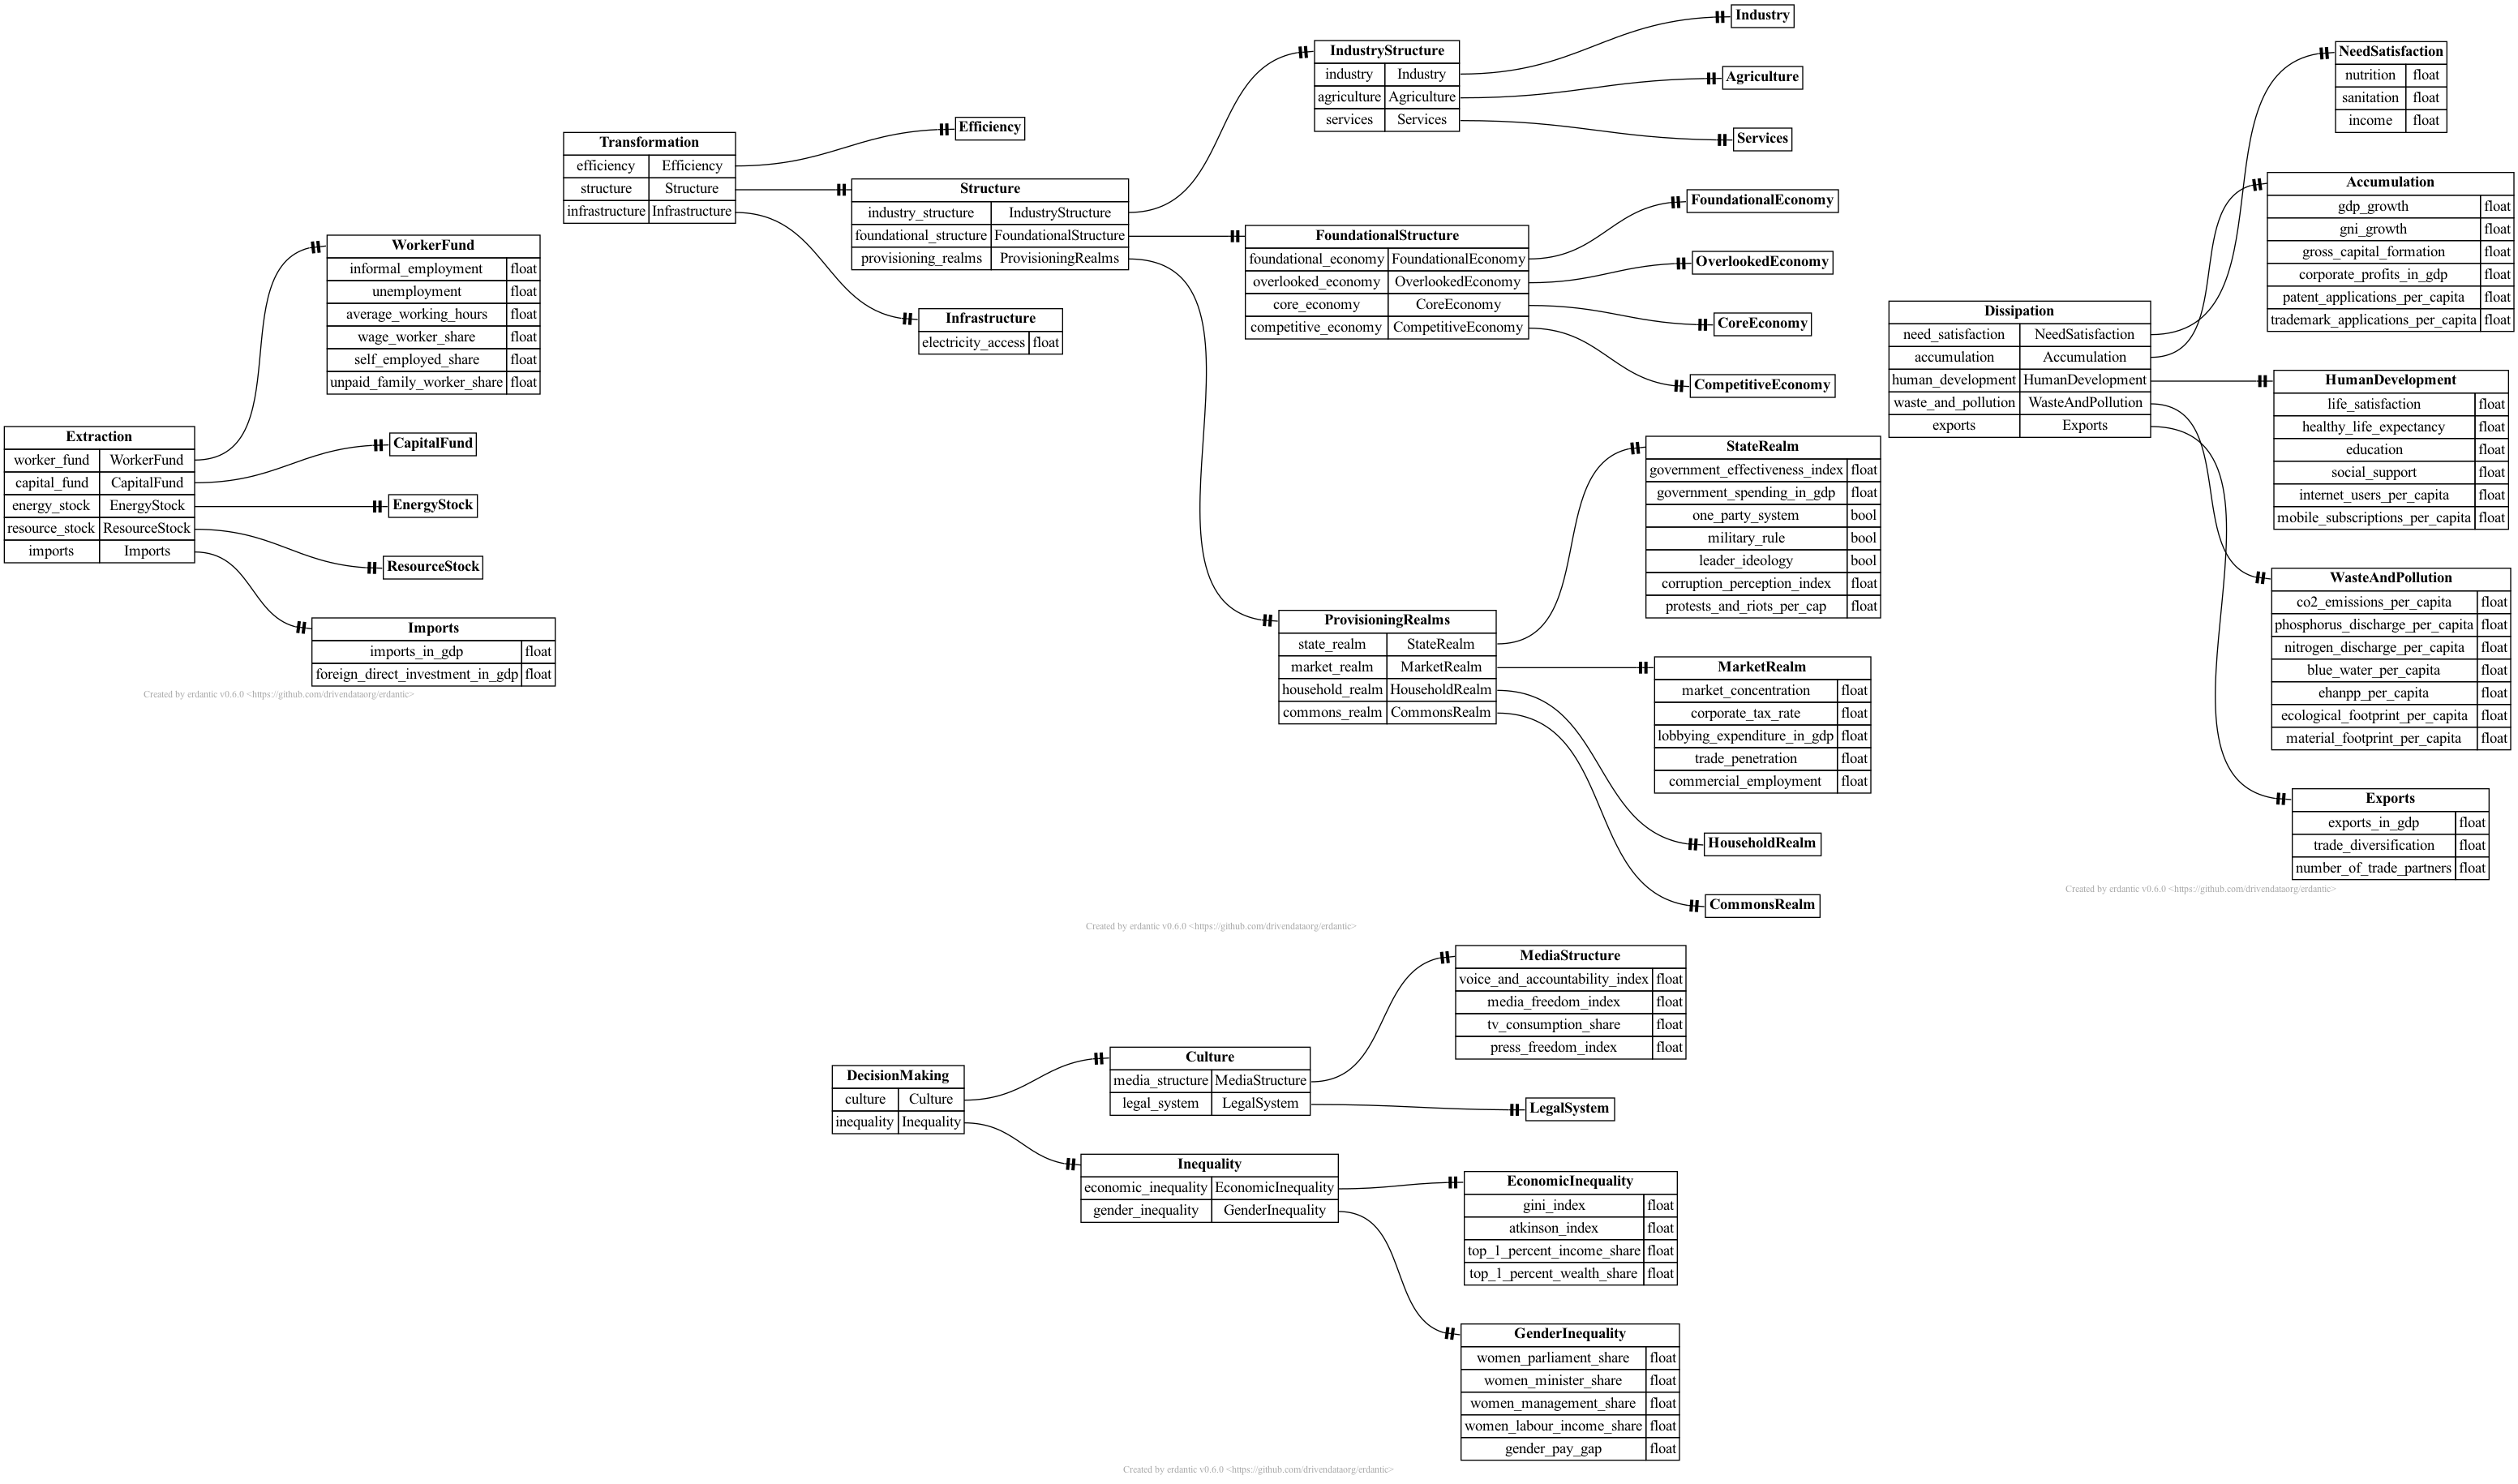 Extraction
worker_fund WorkerFund
capital_fund CapitalFund
energy_stock EnergyStock
resource_stock ResourceStock
imports Imports
WorkerFund
informal_employment float
unemployment float
average_working_hours float
wage_worker_share float
self_employed_share float
unpaid_family_worker_share float
CapitalFund
EnergyStock
ResourceStock
Imports
imports_in_gdp float
foreign_direct_investment_in_gdp float
Created by erdantic v0.6.0 <https://github.com/drivendataorg/erdantic>
Transformation
efficiency Efficiency
structure Structure
infrastructure Infrastructure
Efficiency
Structure
industry_structure IndustryStructure
foundational_structure FoundationalStructure
provisioning_realms ProvisioningRealms
Infrastructure
electricity_access float
IndustryStructure
industry Industry
agriculture Agriculture
services Services
Industry
Agriculture
Services
FoundationalStructure
foundational_economy FoundationalEconomy
overlooked_economy OverlookedEconomy
core_economy CoreEconomy
competitive_economy CompetitiveEconomy
FoundationalEconomy
OverlookedEconomy
CoreEconomy
CompetitiveEconomy
ProvisioningRealms
state_realm StateRealm
market_realm MarketRealm
household_realm HouseholdRealm
commons_realm CommonsRealm
StateRealm
government_effectiveness_index float
government_spending_in_gdp float
one_party_system bool
military_rule bool
leader_ideology bool
corruption_perception_index float
protests_and_riots_per_cap float
MarketRealm
market_concentration float
corporate_tax_rate float
lobbying_expenditure_in_gdp float
trade_penetration float
commercial_employment float
HouseholdRealm
CommonsRealm
Created by erdantic v0.6.0 <https://github.com/drivendataorg/erdantic>
Dissipation
need_satisfaction NeedSatisfaction
accumulation Accumulation
human_development HumanDevelopment
waste_and_pollution WasteAndPollution
exports Exports
NeedSatisfaction
nutrition float
sanitation float
income float
Accumulation
gdp_growth float
gni_growth float
gross_capital_formation float
corporate_profits_in_gdp float
patent_applications_per_capita float
trademark_applications_per_capita float
HumanDevelopment
life_satisfaction float
healthy_life_expectancy float
education float
social_support float
internet_users_per_capita float
mobile_subscriptions_per_capita float
WasteAndPollution
co2_emissions_per_capita float
phosphorus_discharge_per_capita float
nitrogen_discharge_per_capita float
blue_water_per_capita float
ehanpp_per_capita float
ecological_footprint_per_capita float
material_footprint_per_capita float
Exports
exports_in_gdp float
trade_diversification float
number_of_trade_partners float
Created by erdantic v0.6.0 <https://github.com/drivendataorg/erdantic>
DecisionMaking
culture Culture
inequality Inequality
Culture
media_structure MediaStructure
legal_system LegalSystem
Inequality
economic_inequality EconomicInequality
gender_inequality GenderInequality
MediaStructure
voice_and_accountability_index float
media_freedom_index float
tv_consumption_share float
press_freedom_index float
LegalSystem
EconomicInequality
gini_index float
atkinson_index float
top_1_percent_income_share float
top_1_percent_wealth_share float
GenderInequality
women_parliament_share float
women_minister_share float
women_management_share float
women_labour_income_share float
gender_pay_gap float
Created by erdantic v0.6.0 <https://github.com/drivendataorg/erdantic>